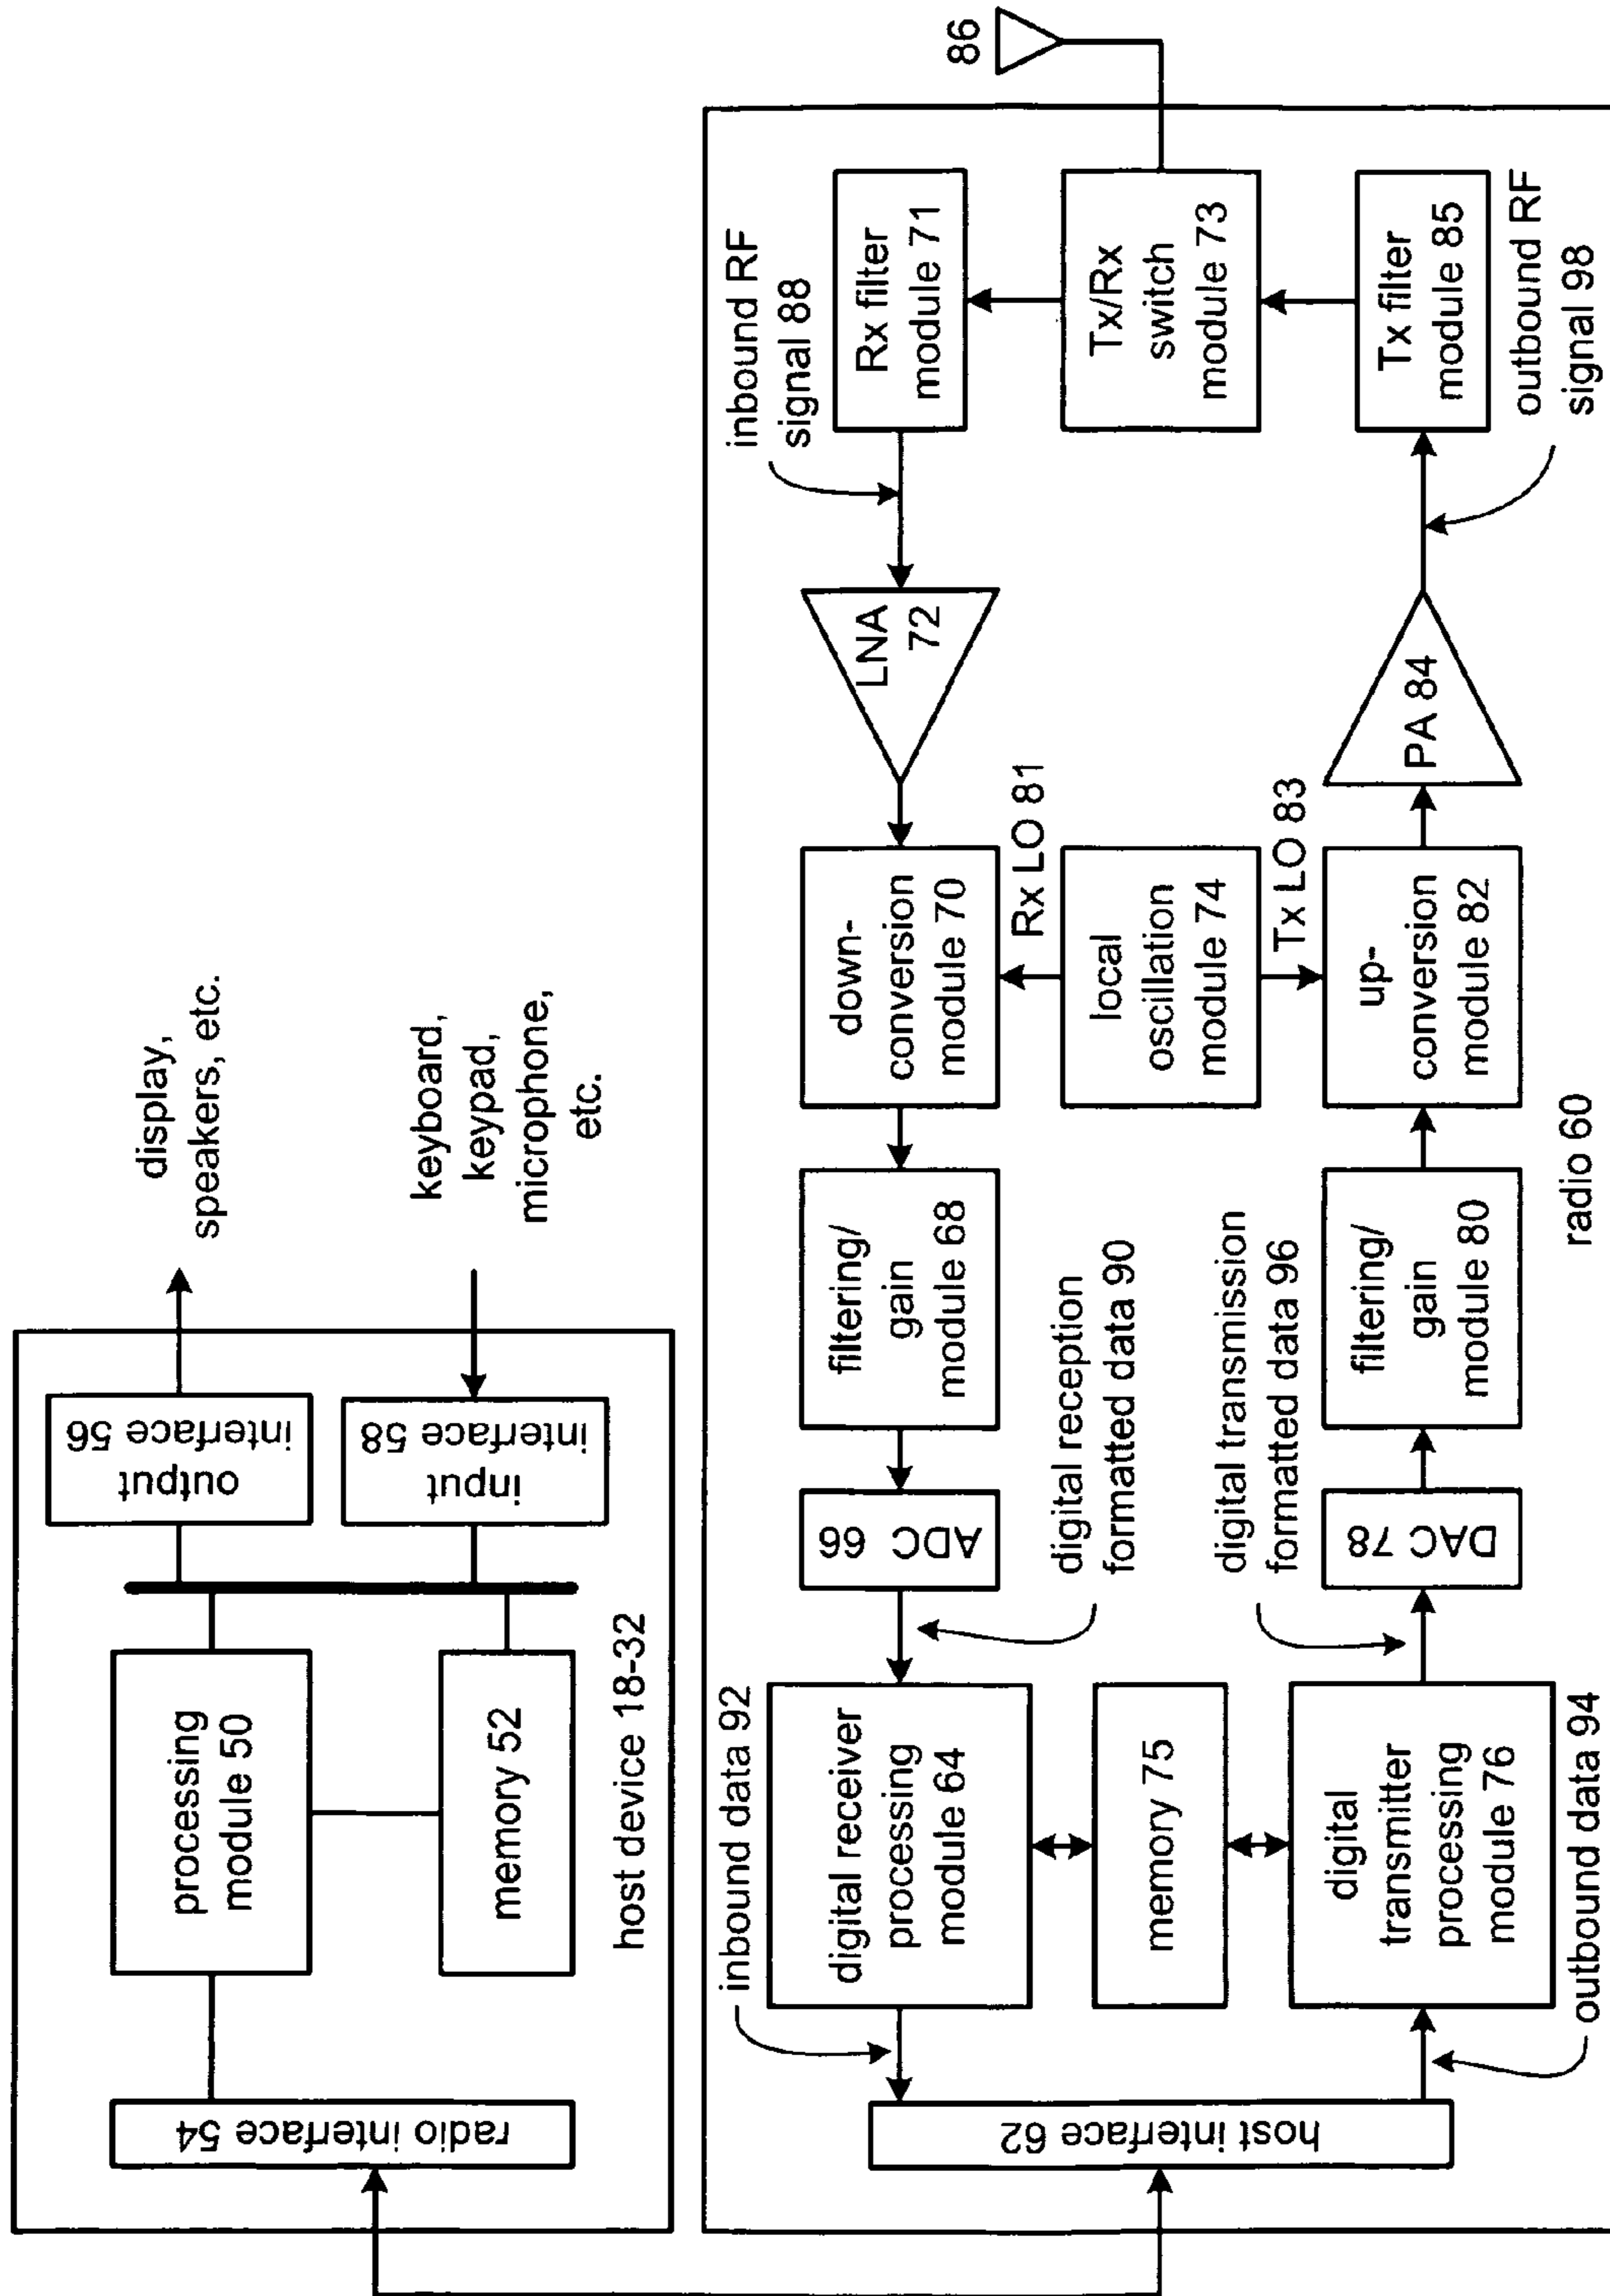 radio interface 54
processing
module 50
memory 52
output
interface 56
input
interface 58
display,
speakers, etc.
keyboard,
keypad,
microphone,
etc.
host device 18-32
host interface 62
inbound data 92
digital receiver
processing
module 64
memory 75
digital
transmitter
processing
module 76
outbound data 94
ADC 66
digital reception
formatted data 90
digital transmission
formatted data 96
DAC 78
filtering/
gain
module 68
filtering/
gain
module 80
down-
conversion
module 70
Rx LO 81
local
oscillation
module 74
Tx LO 83
up-
conversion
module 82
radio 60
LNA
72
PA 84
inbound RF
signal 88
Rx filter
module 71
Tx/Rx
switch
module 73
Tx filter
module 85
outbound RF
signal 98
86